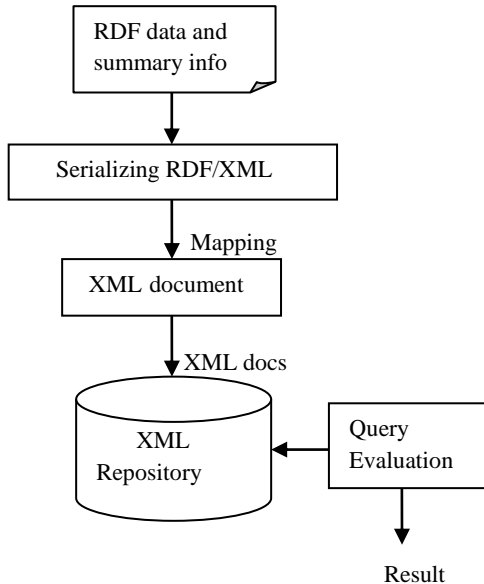 RDF data and
summary info
Serializing RDF/XML
Mapping
XML document
XML docs
XML
Repository
Query
Evaluation
Result